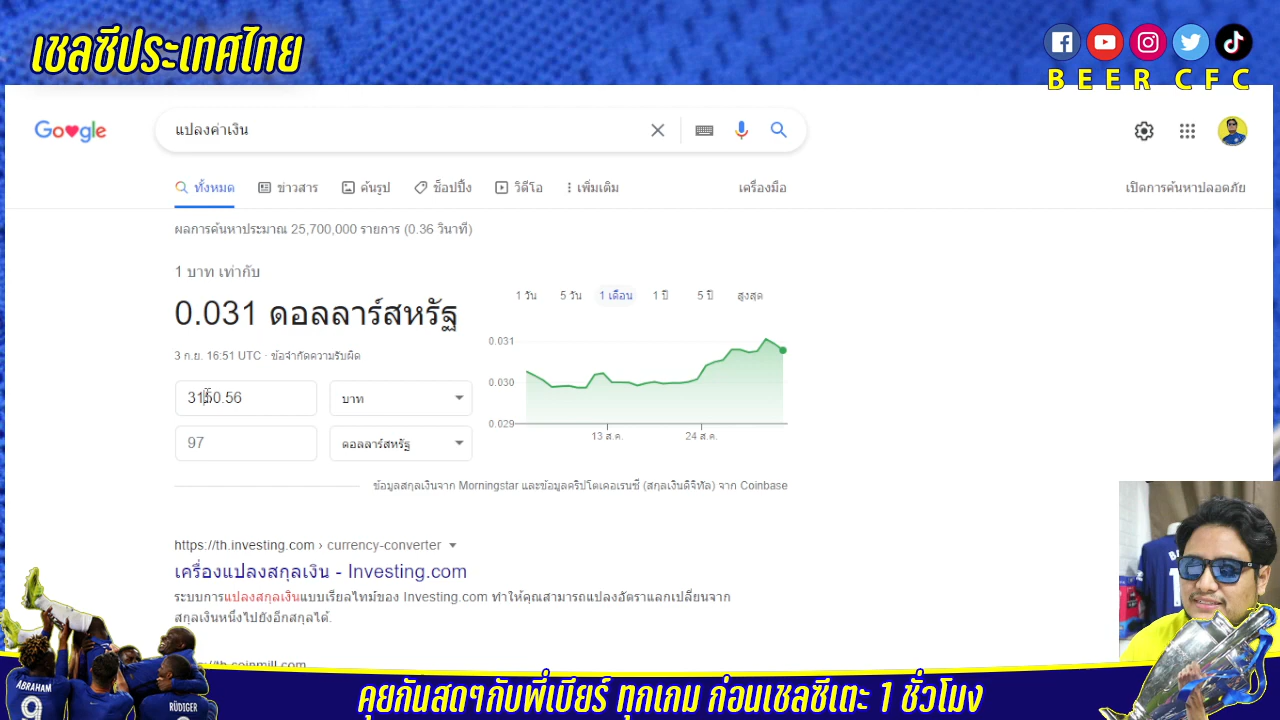 เชลซีประเทศไทย
BEER CFC
Google
แปลงค่าเงิน
ทั้งหมด ข่าวสาร ค้นรูป ช็อปปิ้ง วิดีโอ เพิ่มเติม เครื่องมือ เปิดการค้นหาปลอดภัย
ผลการค้นหาประมาณ 25,700,000 รายการ (0.36 วินาที)
1 บาท เท่ากับ
0.031 ดอลลาร์สหรัฐ
3 ก.ย. 16:51 UTC · ข้อจำกัดความรับผิด
3150.56 บาท
97 ดอลลาร์สหรัฐ
1 วัน 5 วัน 1 เดือน 1 ปี 5 ปี สูงสุด
0.031
0.030
0.029
13 ส.ค. 24 ส.ค.
ข้อมูลสกุลเงินจาก Morningstar และข้อมูลคริปโตเคอเรนซี (สกุลเงินดิจิทัล) จาก Coinbase
https://th.investing.com › currency-converter
เครื่องแปลงสกุลเงิน - Investing.com
ระบบการแปลงสกุลเงินแบบเรียลไทม์ของ Investing.com ทำให้คุณสามารถแปลงอัตราแลกเปลี่ยนจาก
สกุลเงินหนึ่งไปยังอีกสกุลได้.
ABRAHAM
9
RÜDIGER
คุยกันสดๆกับพี่เบียร์ ทุกเกม ก่อนเชลซีเตะ 1 ชั่วโมง